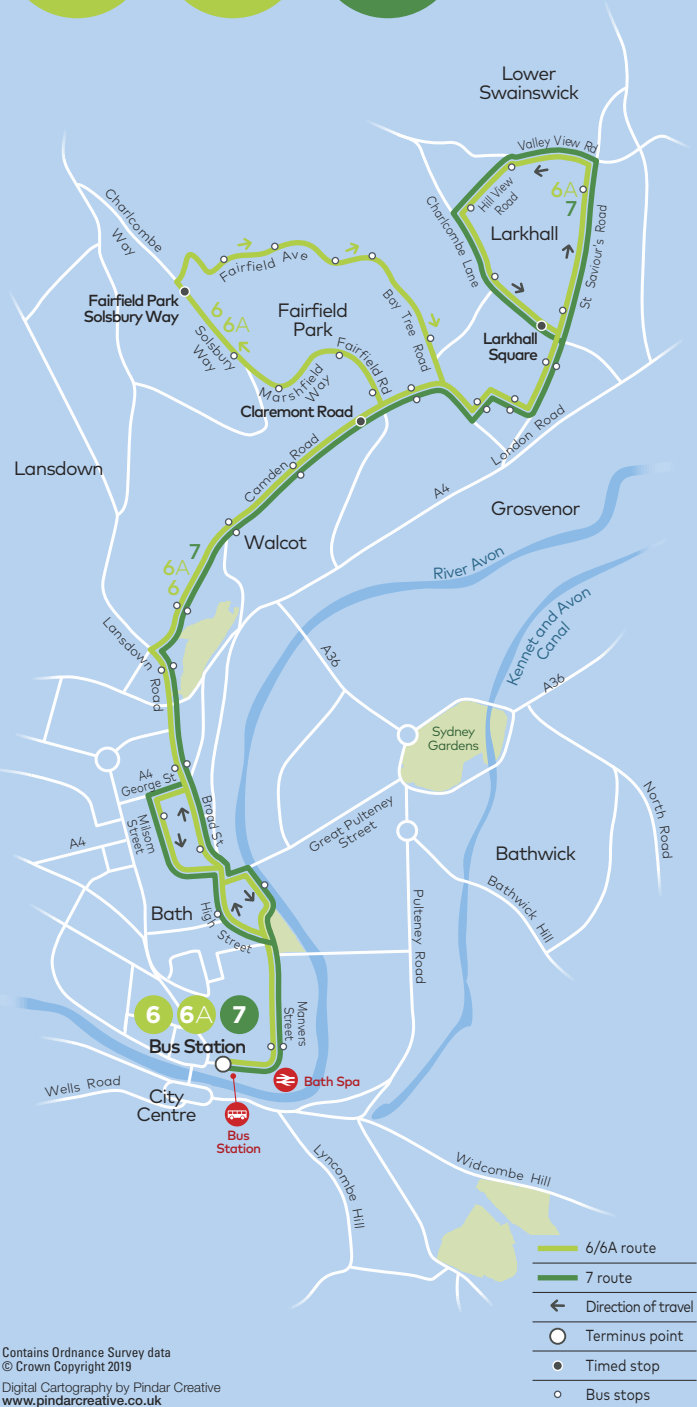 Lower
Swainswick
Valley View Rd
Hill View
Road
6A
7
Larkhall
Charlcombe Lane
St Saviour's Road
Larkhall
Square
Charlcombe
Way
Fairfield Ave
Fairfield Park
Solsbury Way
6
6A
Solsbury
Way
Fairfield
Park
Bay Tree Road
Fairfield Rd
Marshfield
Way
Claremont Road
London Road
Camden Road
Lansdown
A4
Grosvenor
7
6A
6
Walcot
River Avon
Kennet and Avon
Canal
Lansdown Road
A36
A36
Sydney
Gardens
A4
George St
Milsom
Street
Broad St
A4
Great Pulteney
Street
North Road
Bathwick
Bathwick Hill
Bath
High Street
Pulteney Road
6
6A
7
Bus Station
Manvers
Street
Bath Spa
Wells Road
City
Centre
Bus
Station
Lyncombe Hill
Widcombe Hill
6/6A route
7 route
Direction of travel
Terminus point
Timed stop
Bus stops
Contains Ordnance Survey data
© Crown Copyright 2019
Digital Cartography by Pindar Creative
www.pindarcreative.co.uk